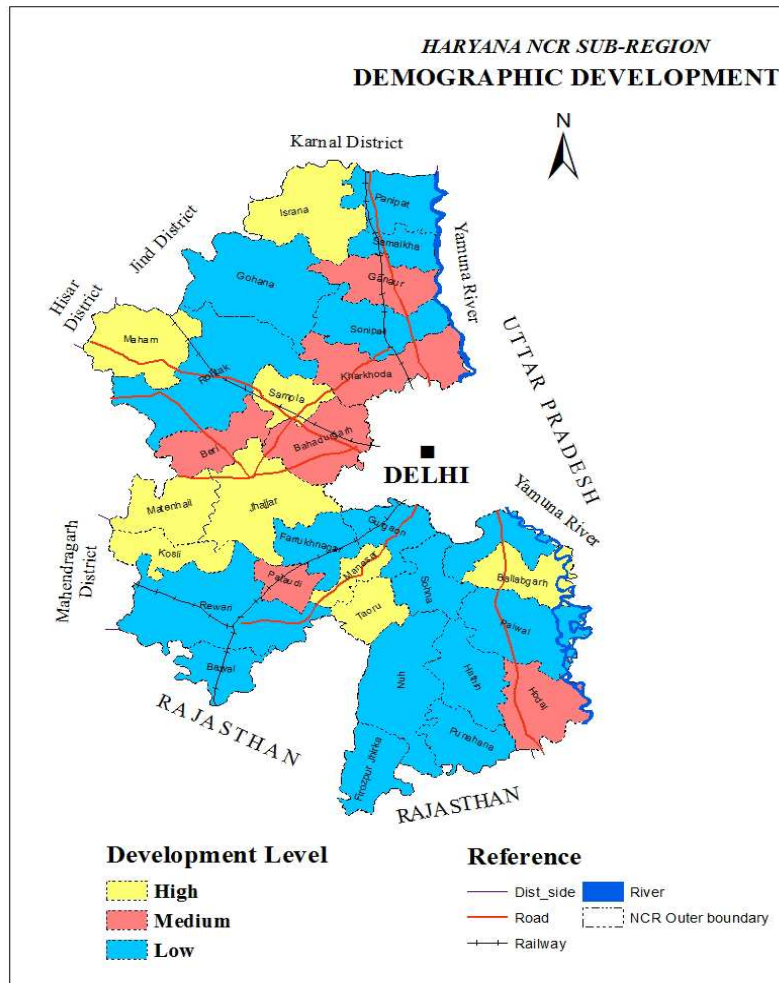 HARYANA NCR SUB-REGION
DEMOGRAPHIC DEVELOPMENT
N
Karnal District
Panipat
Israna
Samalkha
Jind District
Yamuna River
Gohana
Ganaur
Hisar
District
Sonipat
Maham
UTTAR PRADESH
Rohtak
Kharkhoda
Sampla
Bahadurgarh
Beri
DELHI
Matenhail
Jhajjar
Yamuna River
Gurgaon
Farrukhnagar
Kosli
Manesar
Mahendragarh
District
Ballabgarh
Pataudi
Sohna
Rewari
Taoru
Palwal
Bawal
Nuh
Hathin
Hodal
RAJASTHAN
Punahana
Firozpur Jhirka
RAJASTHAN
Development Level
High
Medium
Low
Reference
Dist_side
River
Road
NCR Outer boundary
Railway